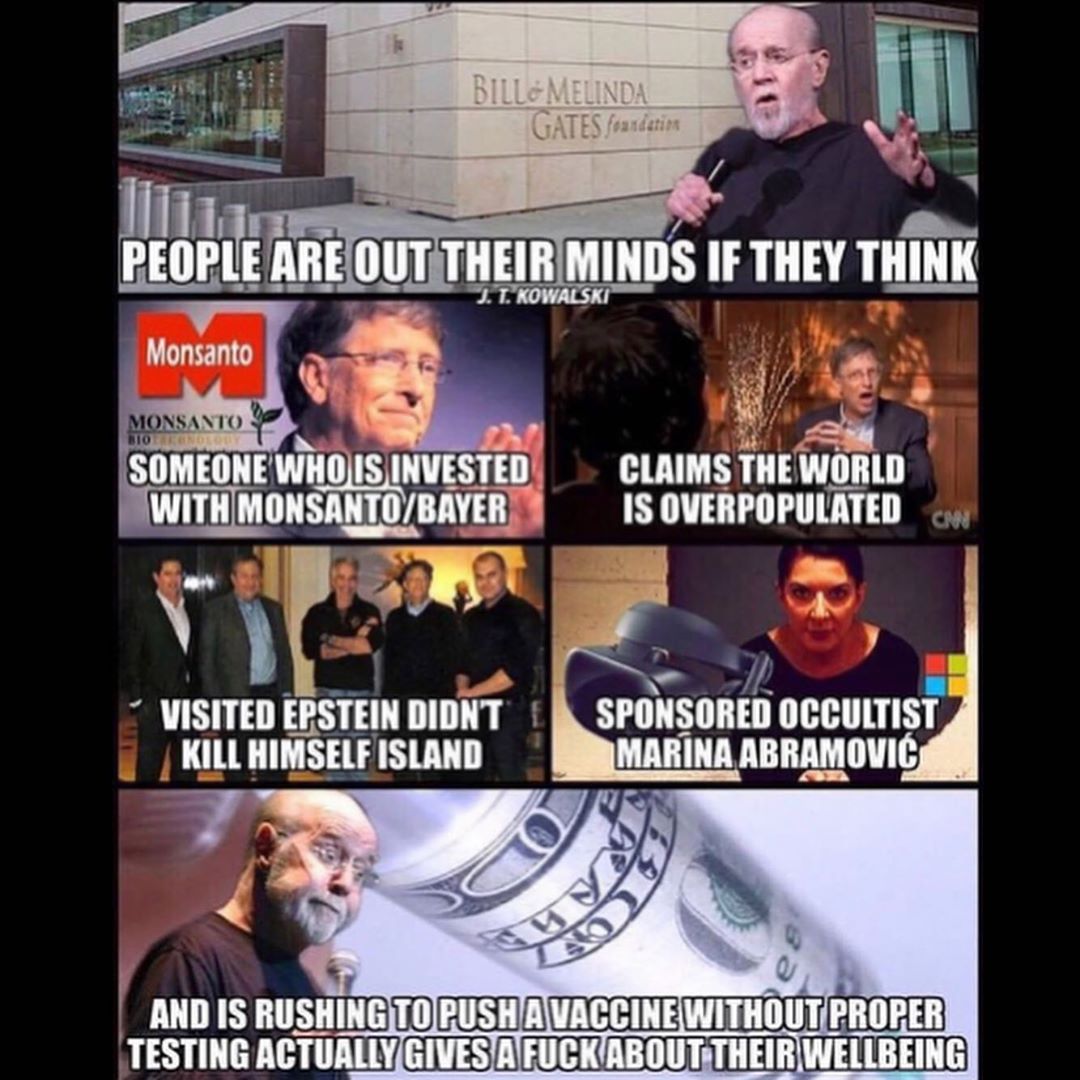 BILL & MELINDA
GATES foundation
PEOPLE ARE OUT THEIR MINDS IF THEY THINK
J. T. KOWALSKI
Monsanto
MONSANTO
BIOTECHNOLOGY
SOMEONE WHO IS INVESTED
WITH MONSANTO/BAYER
CLAIMS THE WORLD
IS OVERPOPULATED
CNN
VISITED EPSTEIN DIDN'T
KILL HIMSELF ISLAND
SPONSORED OCCULTIST
MARINA ABRAMOVIĆ
AND IS RUSHING TO PUSH A VACCINE WITHOUT PROPER
TESTING ACTUALLY GIVES A FUCK ABOUT THEIR WELLBEING